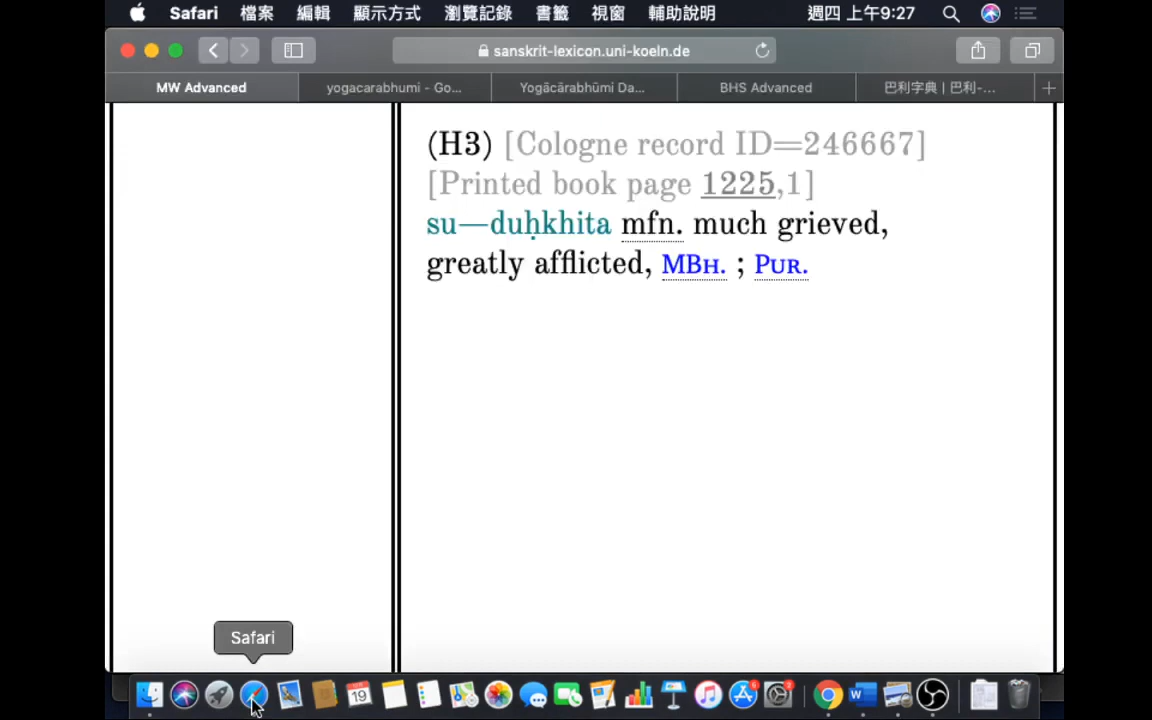 Safari 檔案 編輯 顯示方式 瀏覽記錄 書籤 視窗 輔助說明 週四 上午9:27
sanskrit-lexicon.uni-koeln.de
MW Advanced yogacarabhumi - Go... Yogācārabhūmi Da... BHS Advanced 巴利字典 | 巴利-...
(H3) [Cologne record ID=246667]
[Printed book page 1225,1]
su—duḥkhita mfn. much grieved,
greatly afflicted, MBH. ; PUR.
Safari
19